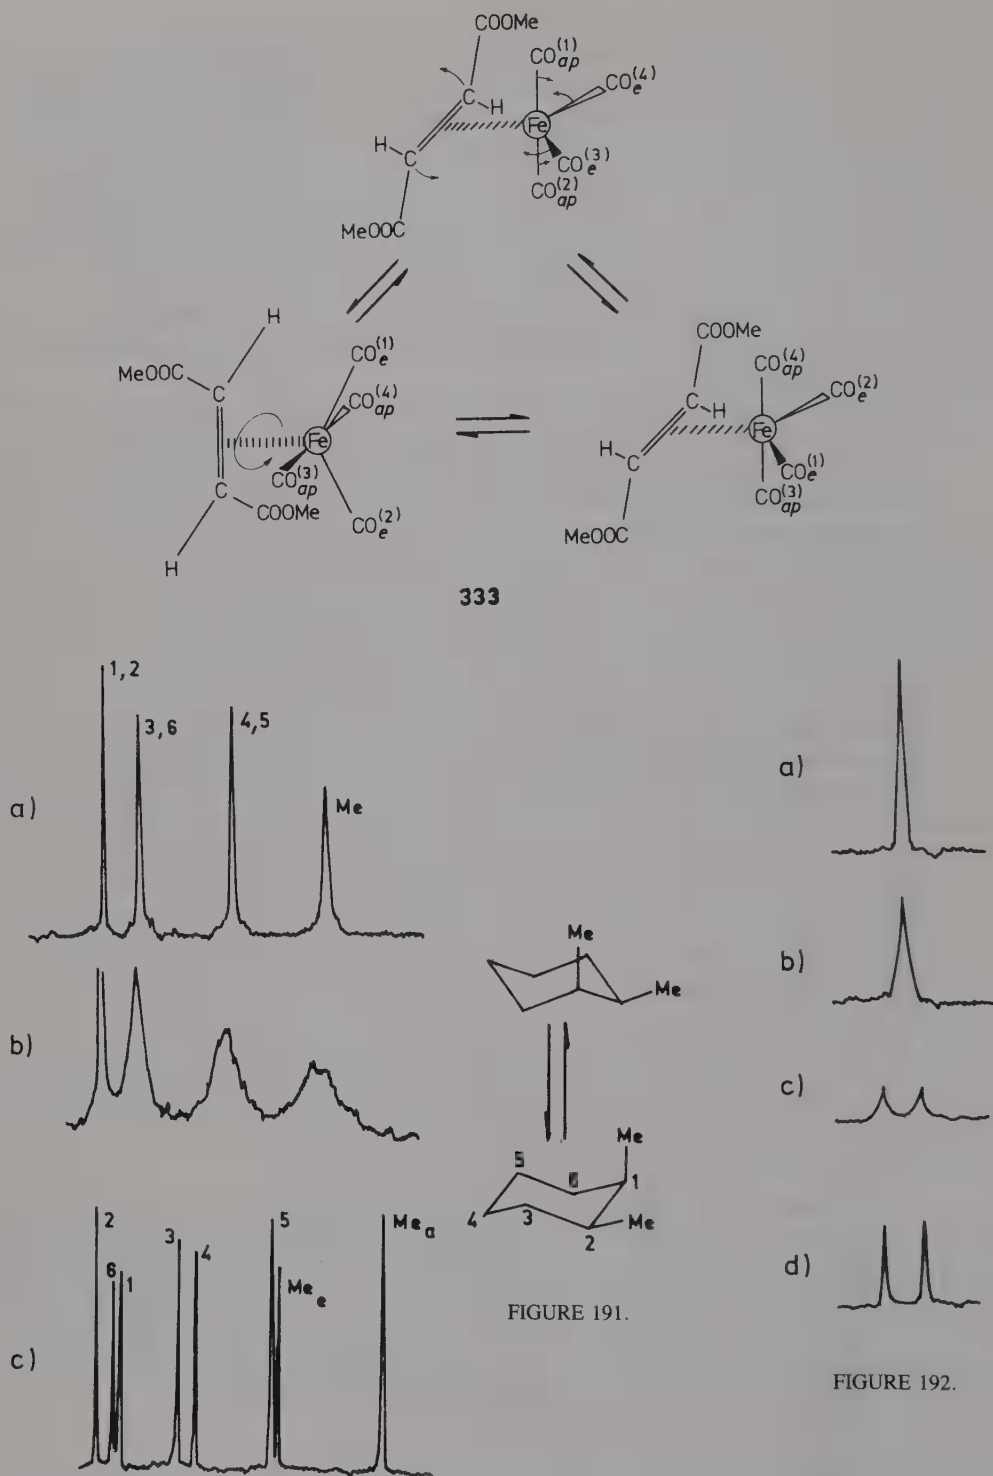 COOMe
CO(1)ap
CO(4)e
C H
Fe
H C
CO(3)e
CO(2)ap
MeOOC
H
MeOOC
C
CO(1)e
CO(4)ap
Fe
CO(3)ap
C
COOMe
CO(2)e
H
COOMe
CO(4)ap
CO(2)e
C H
Fe
H C
CO(1)e
CO(3)ap
MeOOC
333
a)
1,2
3,6
4,5
Me
b)
c)
2
6
1
3
4
5
Mee
Mea
Me
Me
Me
5
6
1
4
3
Me
2
FIGURE 191.
a)
b)
c)
d)
FIGURE 192.